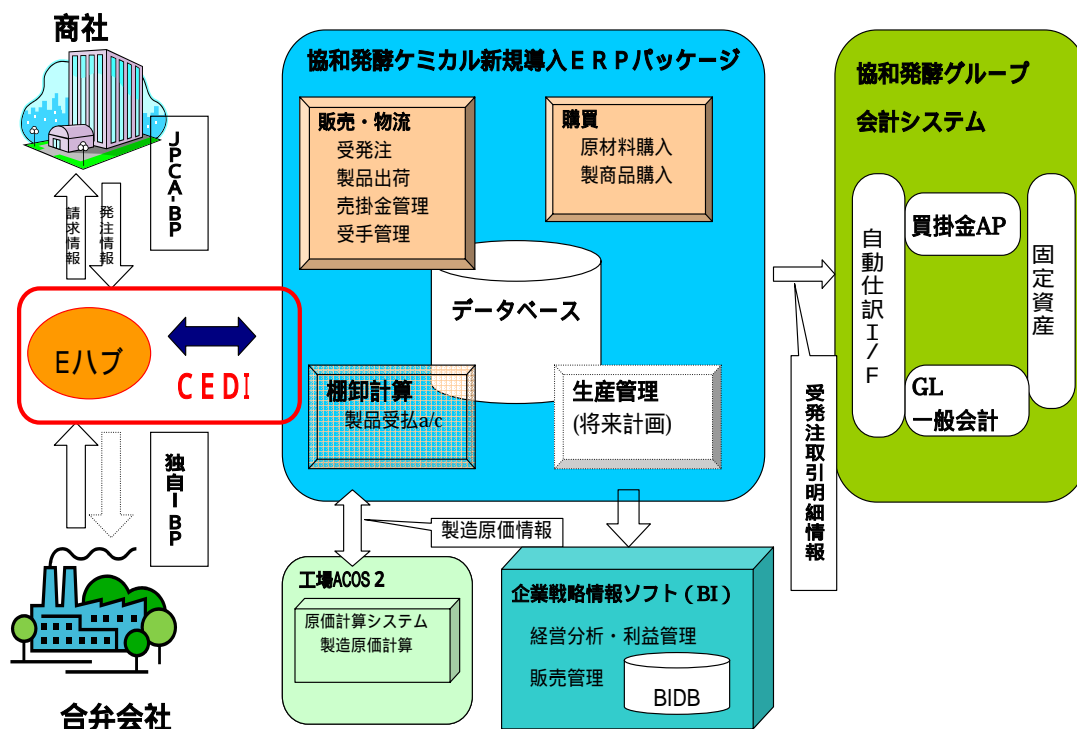 商社
JPCA-BP
請求情報
発注情報
Eハブ
CEDI
独自-BP
合弁会社
協和発酵ケミカル新規導入ERPパッケージ
販売・物流
受発注
製品出荷
売掛金管理
受手管理
購買
原材料購入
製商品購入
データベース
棚卸計算
製品受払a/c
生産管理
(将来計画)
製造原価情報
工場ACOS2
原価計算システム
製造原価計算
企業戦略情報ソフト(BI)
経営分析・利益管理
販売管理
BIDB
受発注取引明細情報
協和発酵グループ
会計システム
自動仕訳I/F
買掛金AP
GL
一般会計
固定資産